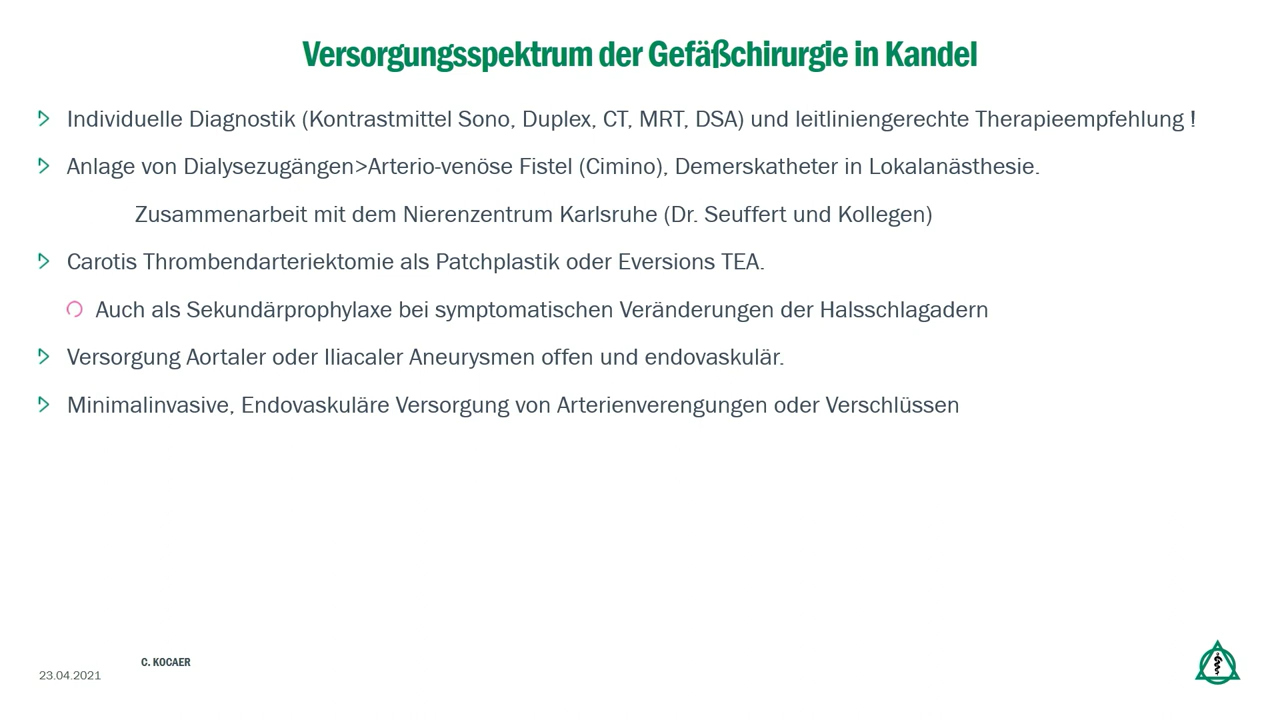 Versorgungsspektrum der Gefäßchirurgie in Kandel
Individuelle Diagnostik (Kontrastmittel Sono, Duplex, CT, MRT, DSA) und leitliniengerechte Therapieempfehlung !
Anlage von Dialysezugängen>Arterio-venöse Fistel (Cimino), Demerskatheter in Lokalanästhesie.
Zusammenarbeit mit dem Nierenzentrum Karlsruhe (Dr. Seuffert und Kollegen)
Carotis Thrombendarteriektomie als Patchplastik oder Eversions TEA.
Auch als Sekundärprophylaxe bei symptomatischen Veränderungen der Halsschlagadern
Versorgung Aortaler oder Iliacaler Aneurysmen offen und endovaskulär.
Minimalinvasive, Endovaskuläre Versorgung von Arterienverengungen oder Verschlüssen
C. KOCAER
23.04.2021